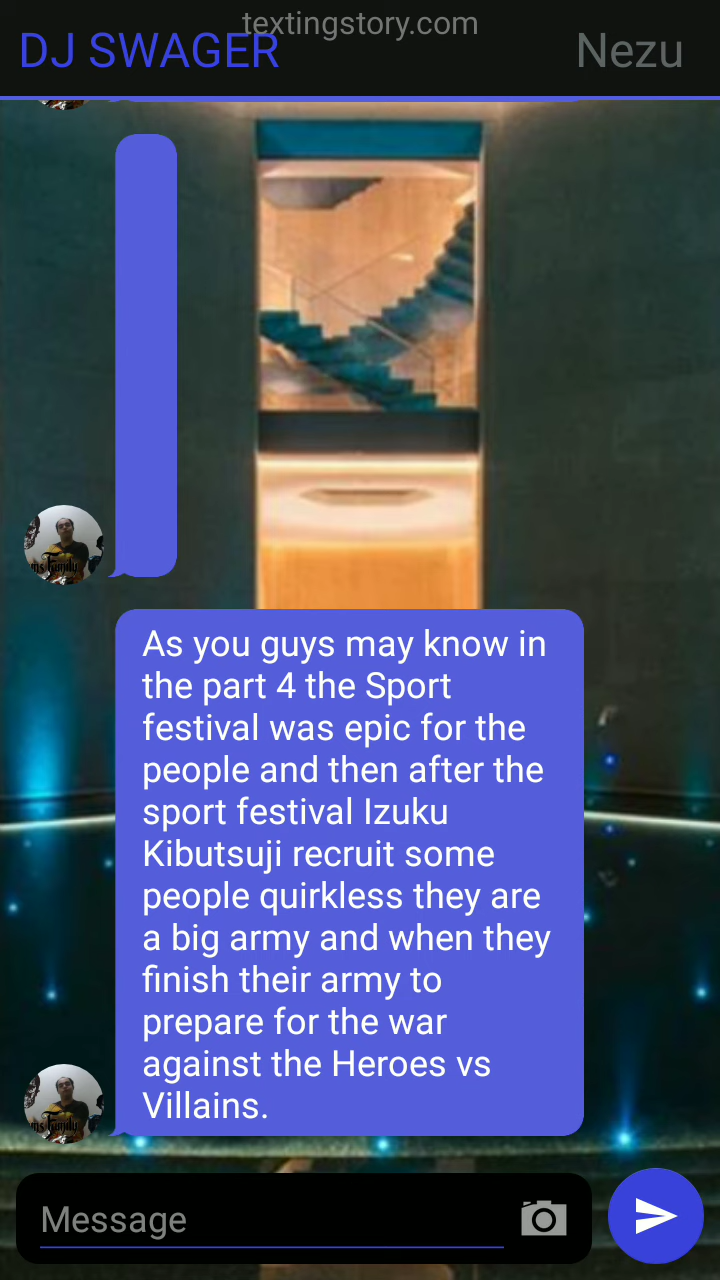 textingstory.com
DJ SWAGER
Nezu
As you guys may know in
the part 4 the Sport
festival was epic for the
people and then after the
sport festival Izuku
Kibutsuji recruit some
people quirkless they are
a big army and when they
finish their army to
prepare for the war
against the Heroes vs
Villains.
Message